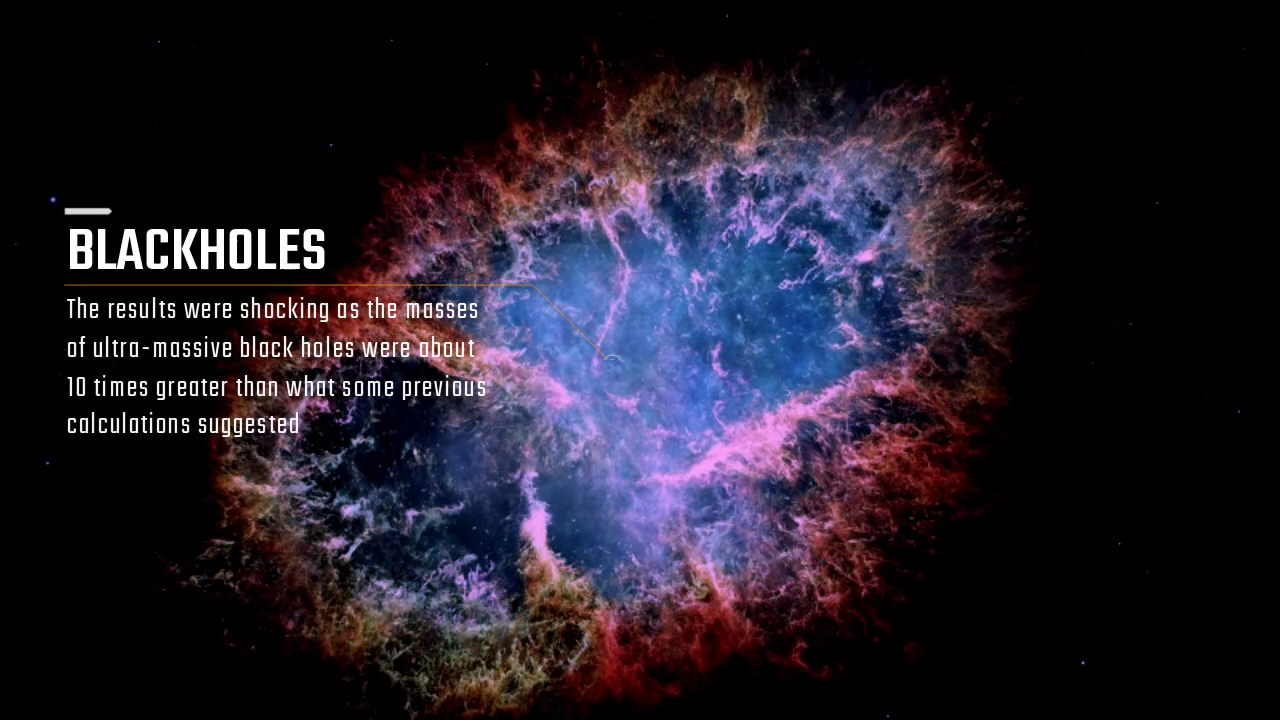 BLACKHOLES
The results were shocking as the masses
of ultra-massive black holes were about
10 times greater than what some previous
calculations suggested